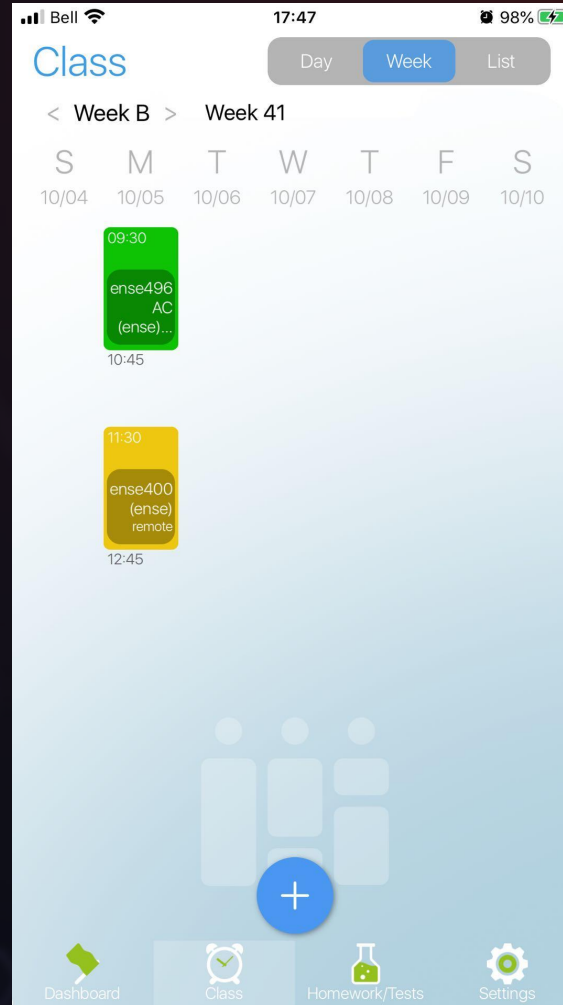 Bell 17:47 98%
Class Day Week List
< Week B > Week 41
S M T W T F S
10/04 10/05 10/06 10/07 10/08 10/09 10/10
09:30
ense496
AC
(ense)...
10:45
11:30
ense400
(ense)
remote
12:45
+
Dashboard Class Homework/Tests Settings